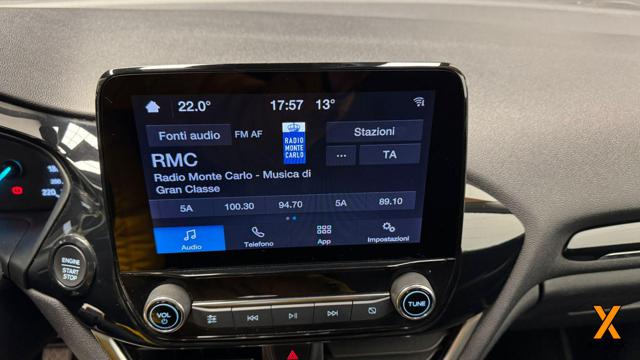 22.0°
17:57
13°
Fonti audio
FM AF
RADIO
MONTE
CARLO
Stazioni
...
TA
RMC
Radio Monte Carlo - Musica di
Gran Classe
5A
100.30
94.70
5A
89.10
Audio
Telefono
App
Impostazioni
ENGINE
START
STOP
VOL
TUNE
220
X